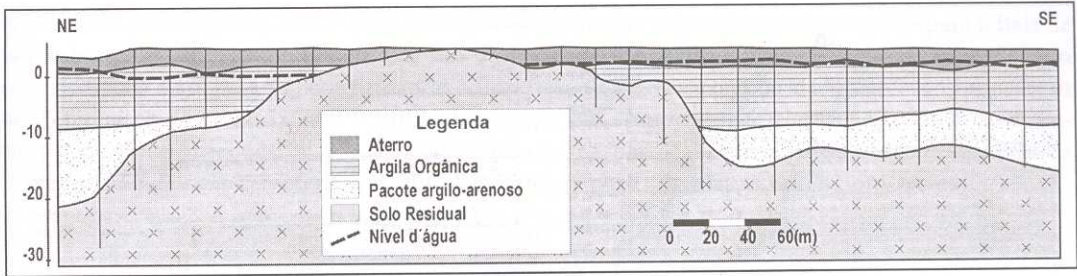 NE
SE
0
-10
-20
-30
Legenda
Aterro
Argila Orgânica
Pacote argilo-arenoso
Solo Residual
Nível d´água
0 20 40 60(m)